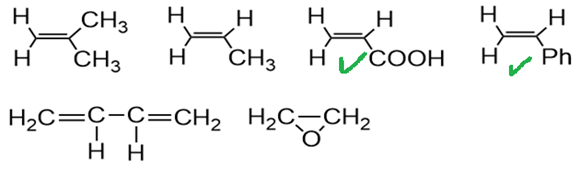 H CH3 H H H H H
H CH3 H CH3 H COOH H Ph
H2C C C CH2 H2C CH2
H H O